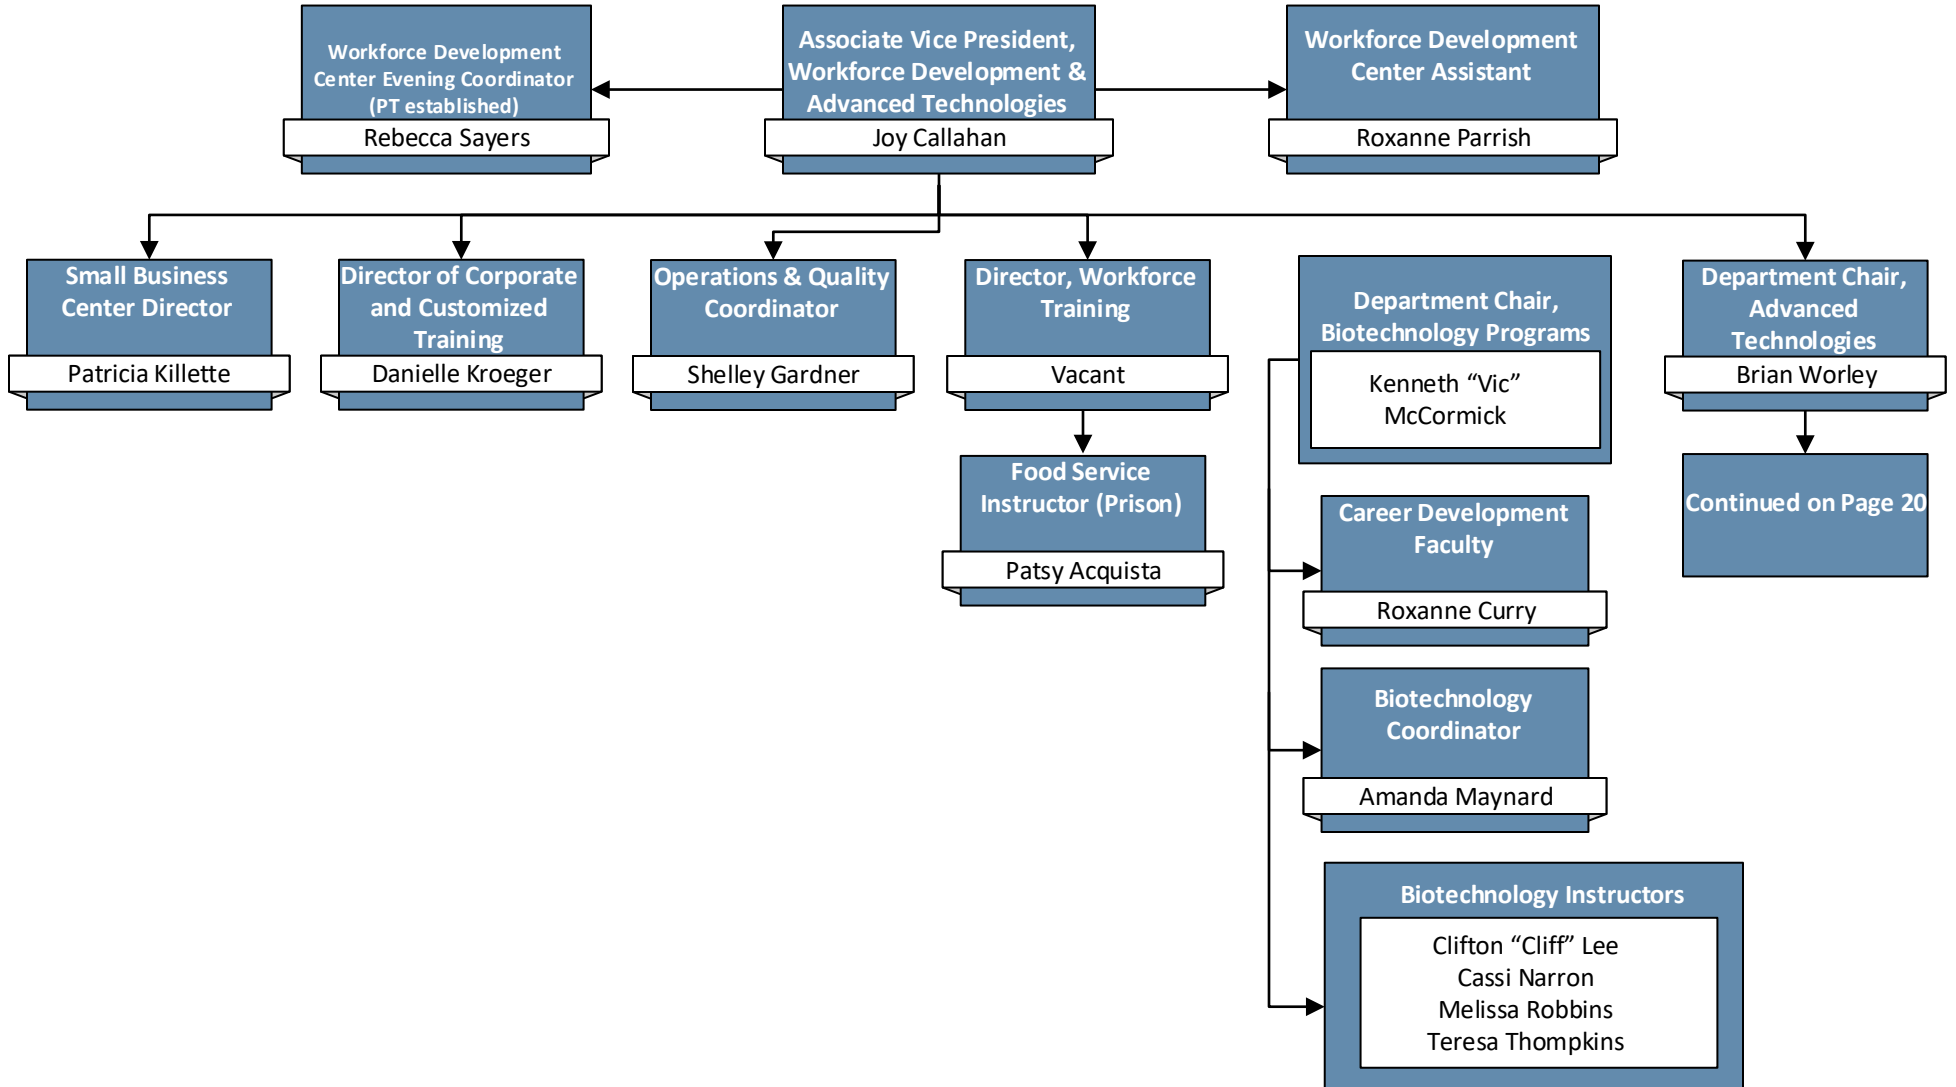 Workforce Development
Center Evening Coordinator
(PT established)
Rebecca Sayers
Associate Vice President,
Workforce Development &
Advanced Technologies
Joy Callahan
Workforce Development
Center Assistant
Roxanne Parrish
Small Business
Center Director
Patricia Killette
Director of Corporate
and Customized
Training
Danielle Kroeger
Operations & Quality
Coordinator
Shelley Gardner
Director, Workforce
Training
Vacant
Food Service
Instructor (Prison)
Patsy Acquista
Department Chair,
Biotechnology Programs
Kenneth “Vic”
McCormick
Career Development
Faculty
Roxanne Curry
Biotechnology
Coordinator
Amanda Maynard
Biotechnology Instructors
Clifton “Cliff” Lee
Cassi Narron
Melissa Robbins
Teresa Thompkins
Department Chair,
Advanced
Technologies
Brian Worley
Continued on Page 20